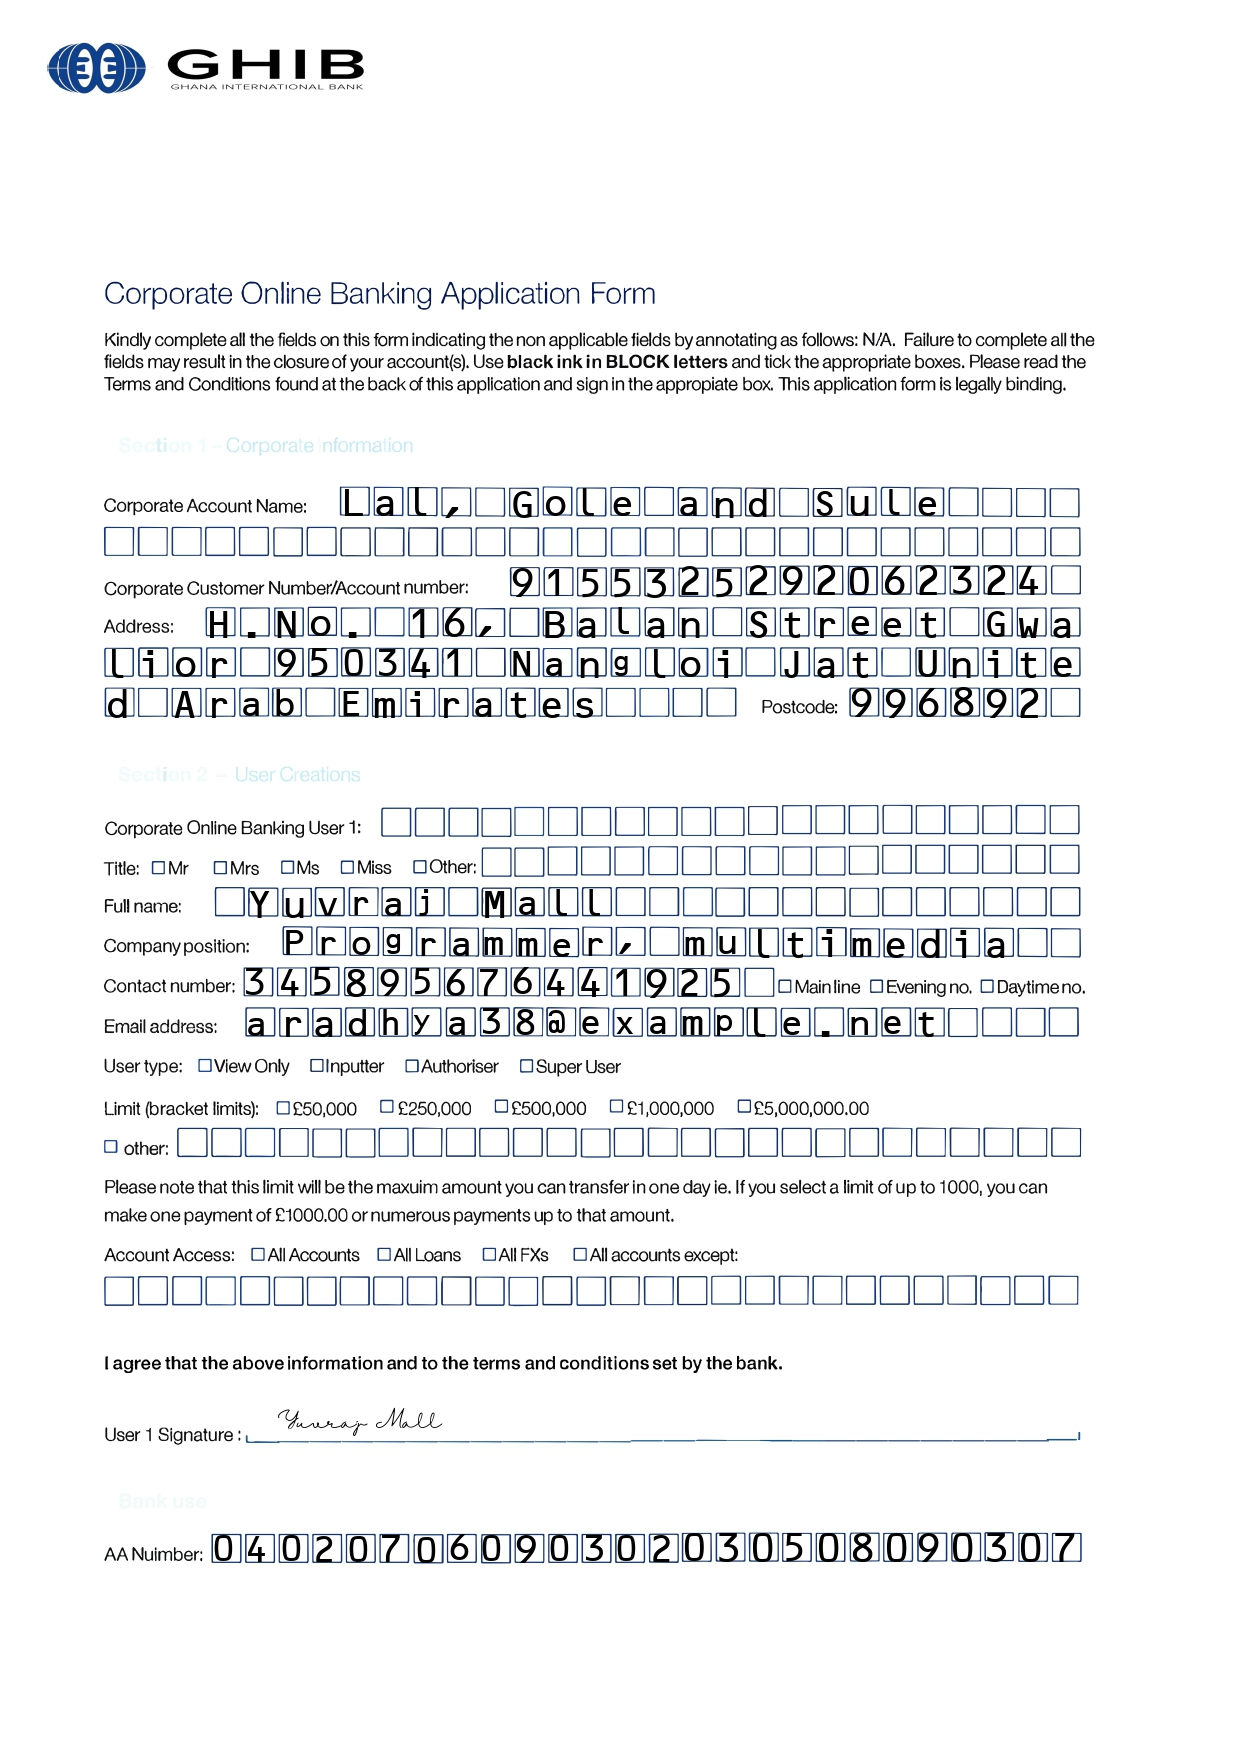 GHIB
GHANA INTERNATIONAL BANK
Corporate Online Banking Application Form
Kindly complete all the fields on this form indicating the non applicable fields by annotating as follows: N/A. Failure to complete all the
fields may result in the closure of your account(s). Use black ink in BLOCK letters and tick the appropriate boxes. Please read the
Terms and Conditions found at the back of this application and sign in the appropiate box. This application form is legally binding.
Section 1 – Corporate Information
Corporate Account Name: Lal, Gole and Sule
Corporate Customer Number/Account number: 9155325292062324
Address: H.No. 16, Balan Street Gwa
lior 950341 Nangloi Jat Unite
d Arab Emirates Postcode: 996892
Section 2 – User Creations
Corporate Online Banking User 1:
Title: Mr Mrs Ms Miss Other:
Full name: Yuvraj Mall
Company position: Programmer, multimedia
Contact number: 345895676441925 Main line Evening no. Daytime no.
Email address: aradhya38@example.net
User type: View Only Inputter Authoriser Super User
Limit (bracket limits): £50,000 £250,000 £500,000 £1,000,000 £5,000,000.00
other:
Please note that this limit will be the maxuim amount you can transfer in one day ie. If you select a limit of up to 1000, you can
make one payment of £1000.00 or numerous payments up to that amount.
Account Access: All Accounts All Loans All FXs All accounts except:
I agree that the above information and to the terms and conditions set by the bank.
User 1 Signature : Yuvraj Mall
Bank use
AA Nuimber: 04020706090302030508090307